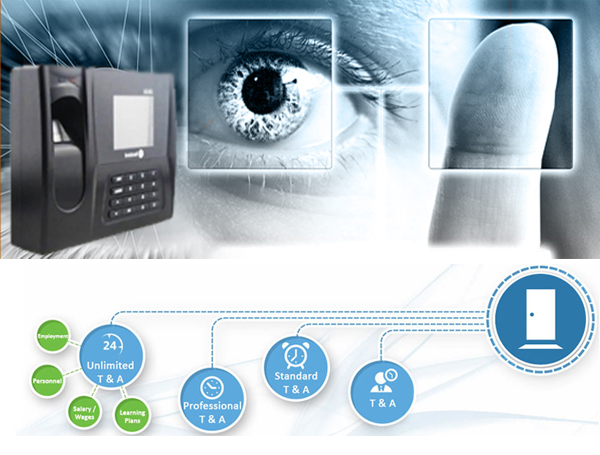 24
Unlimited
T & A
Employment
Personnel
Salary /
Wages
Learning
Plans
Professional
T & A
Standard
T & A
T & A